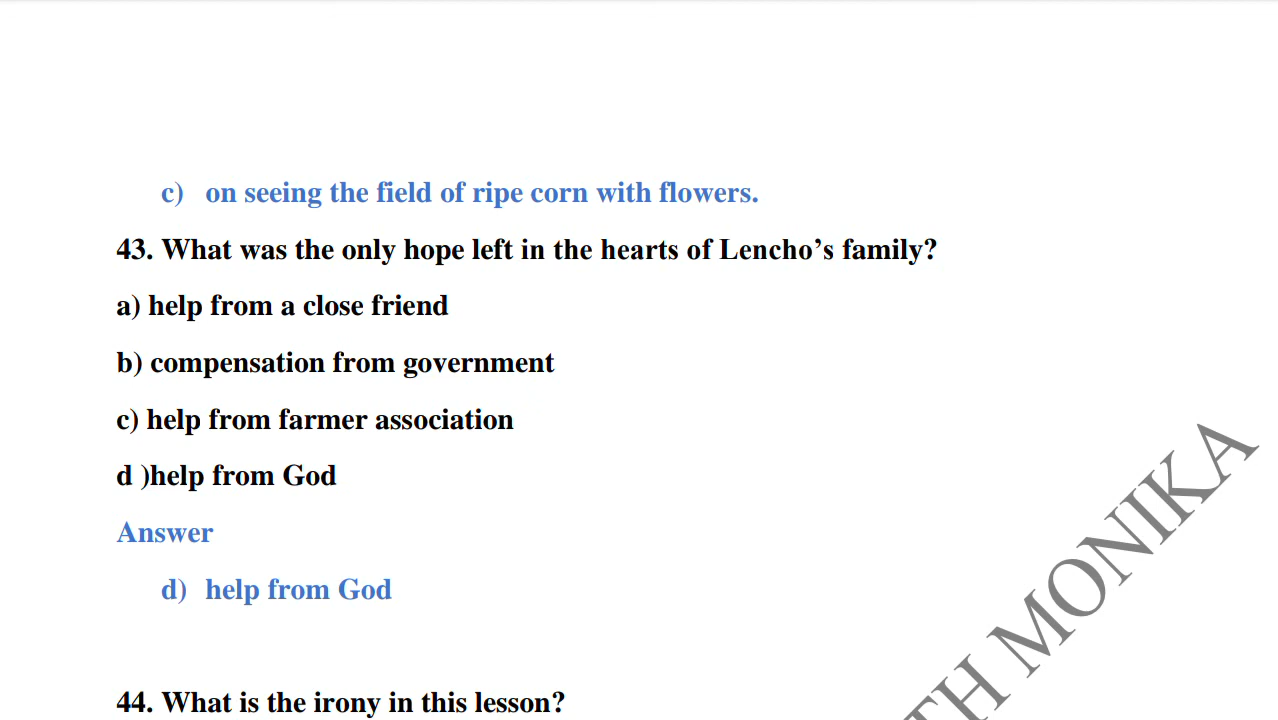 c) on seeing the field of ripe corn with flowers.
43. What was the only hope left in the hearts of Lencho’s family?
a) help from a close friend
b) compensation from government
c) help from farmer association
d )help from God
Answer
d) help from God
44. What is the irony in this lesson?
TH MONIKA